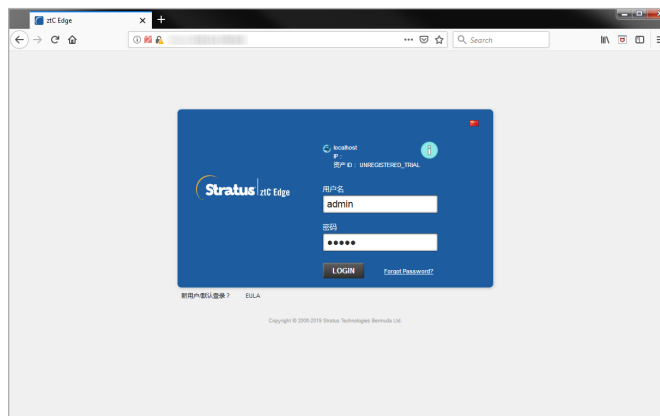 ztC Edge
Search
localhost
IP :
资产 ID : UNREGISTERED_TRIAL
Stratus ztC Edge
用户名
admin
密码
LOGIN
Forgot Password?
新用户/默认登录？
EULA
Copyright © 2008-2019 Stratus Technologies Bermuda Ltd.